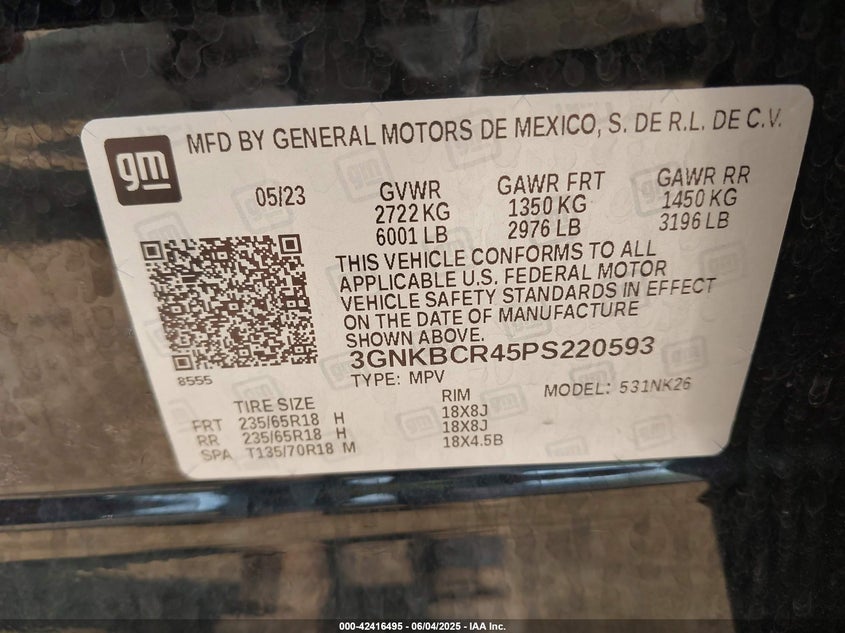 gm
MFD BY GENERAL MOTORS DE MEXICO, S. DE R.L. DE C.V.
05/23
GVWR
2722 KG
6001 LB
GAWR FRT
1350 KG
2976 LB
GAWR RR
1450 KG
3196 LB
THIS VEHICLE CONFORMS TO ALL
APPLICABLE U.S. FEDERAL MOTOR
VEHICLE SAFETY STANDARDS IN EFFECT
ON THE DATE OF MANUFACTURE
SHOWN ABOVE.
3GNKBCR45PS220593
8555
TYPE: MPV
MODEL: 531NK26
TIRE SIZE RIM
FRT 235/65R18 H 18X8J
RR 235/65R18 H 18X8J
SPA T135/70R18 M 18X4.5B
000-42416495 - 06/04/2025 - IAA Inc.